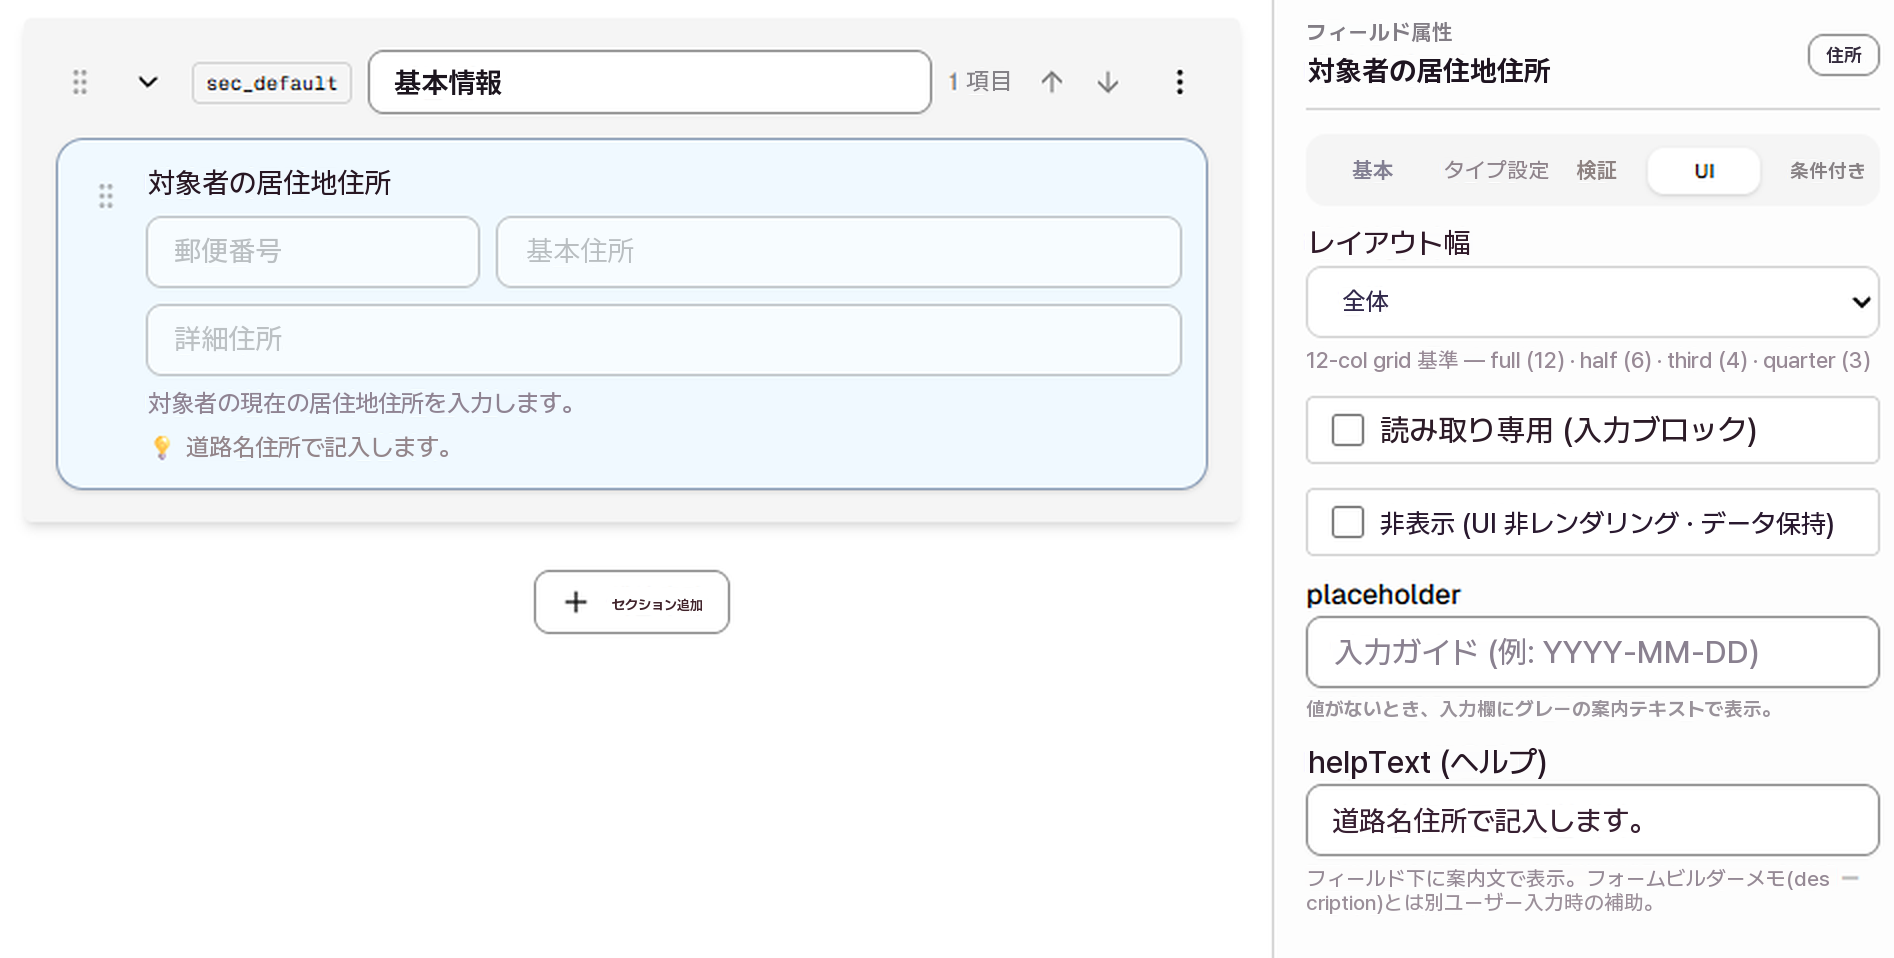 sec_default
基本情報
1 項目
対象者の居住地住所
郵便番号
基本住所
詳細住所
対象者の現在の居住地住所を入力します。
💡 道路名住所で記入します。
セクション追加
フィールド属性
対象者の居住地住所
住所
基本 タイプ設定 検証 UI 条件付き
レイアウト幅
全体
12-col grid 基準 — full (12) · half (6) · third (4) · quarter (3)
読み取り専用 (入力ブロック)
非表示 (UI 非レンダリング · データ保持)
placeholder
入力ガイド (例: YYYY-MM-DD)
値がないとき、入力欄にグレーの案内テキストで表示。
helpText (ヘルプ)
道路名住所で記入します。
フィールド下に案内文で表示。フォームビルダーメモ(des —
cription)とは別ユーザー入力時の補助。